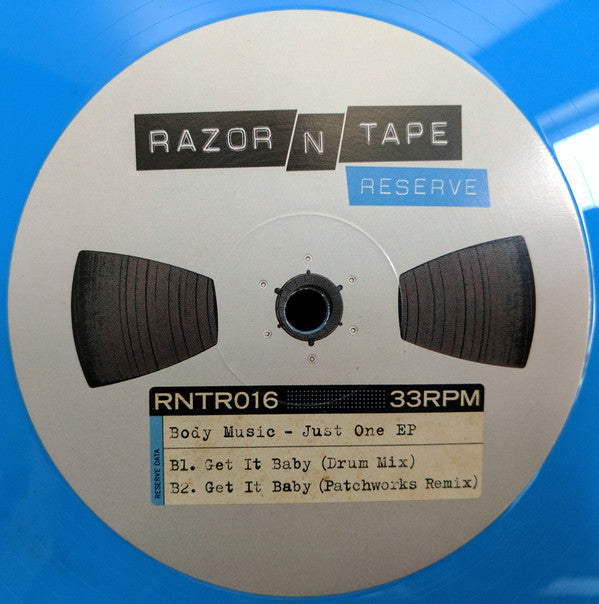 RAZOR N TAPE
RESERVE
RNTR016 33RPM
RESERVE DATA
Body Music - Just One EP
B1. Get It Baby (Drum Mix)
B2. Get It Baby (Patchworks Remix)